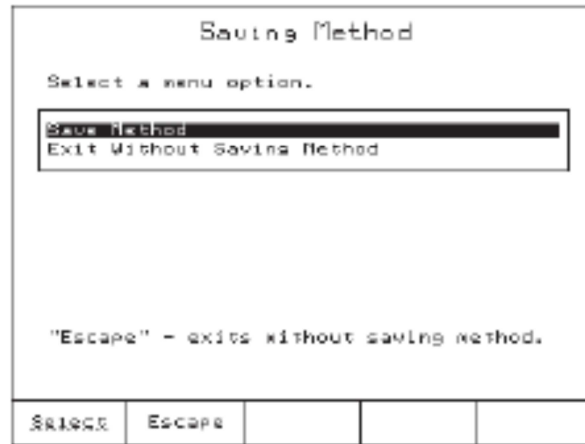 Saving Method
Select a menu option.
Save Method
Exit Without Saving Method
"Escape" - exits without saving method.
Select Escape